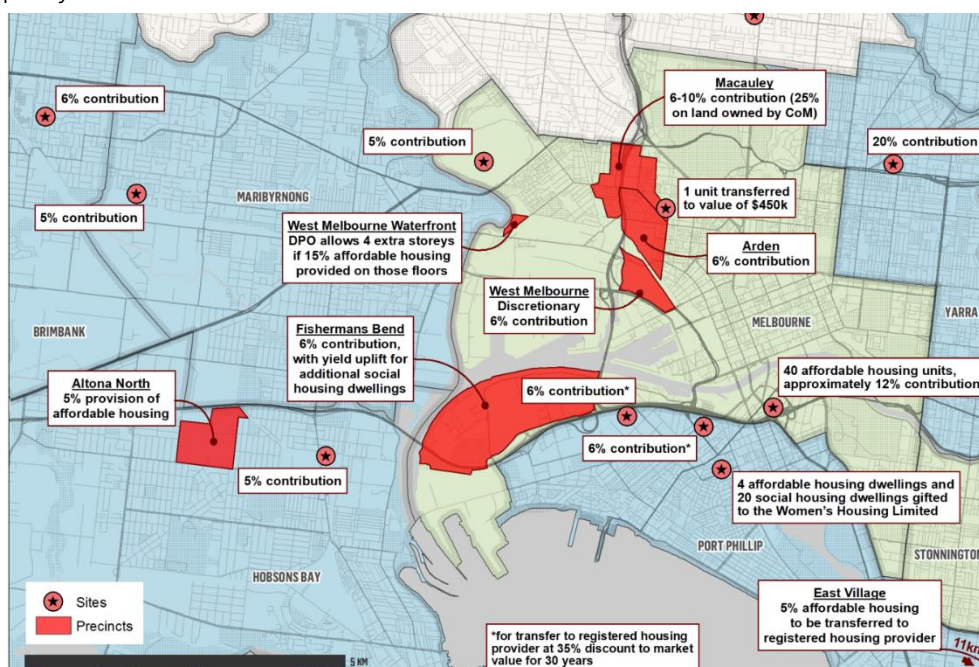 6% contribution
5% contribution
MARIBYRNONG
5% contribution
Macauley
6-10% contribution (25%
on land owned by CoM)
20% contribution
1 unit transferred
to value of $450k
West Melbourne Waterfront
DPO allows 4 extra storeys
if 15% affordable housing
provided on those floors
Arden
6% contribution
West Melbourne
Discretionary
6% contribution
MELBOURNE
YARRA
BRIMBANK
Fishermans Bend
6% contribution,
with yield uplift for
additional social
housing dwellings
Altona North
5% provision of
affordable housing
6% contribution*
40 affordable housing units,
approximately 12% contribution
6% contribution*
5% contribution
4 affordable housing dwellings and
20 social housing dwellings gifted
to the Women's Housing Limited
PORT PHILLIP
STONNINGTON
HOBSONS BAY
East Village
5% affordable housing
to be transferred to
registered housing provider
11k
Sites
Precincts
5 KM
*for transfer to registered housing
provider at 35% discount to market
value for 30 years